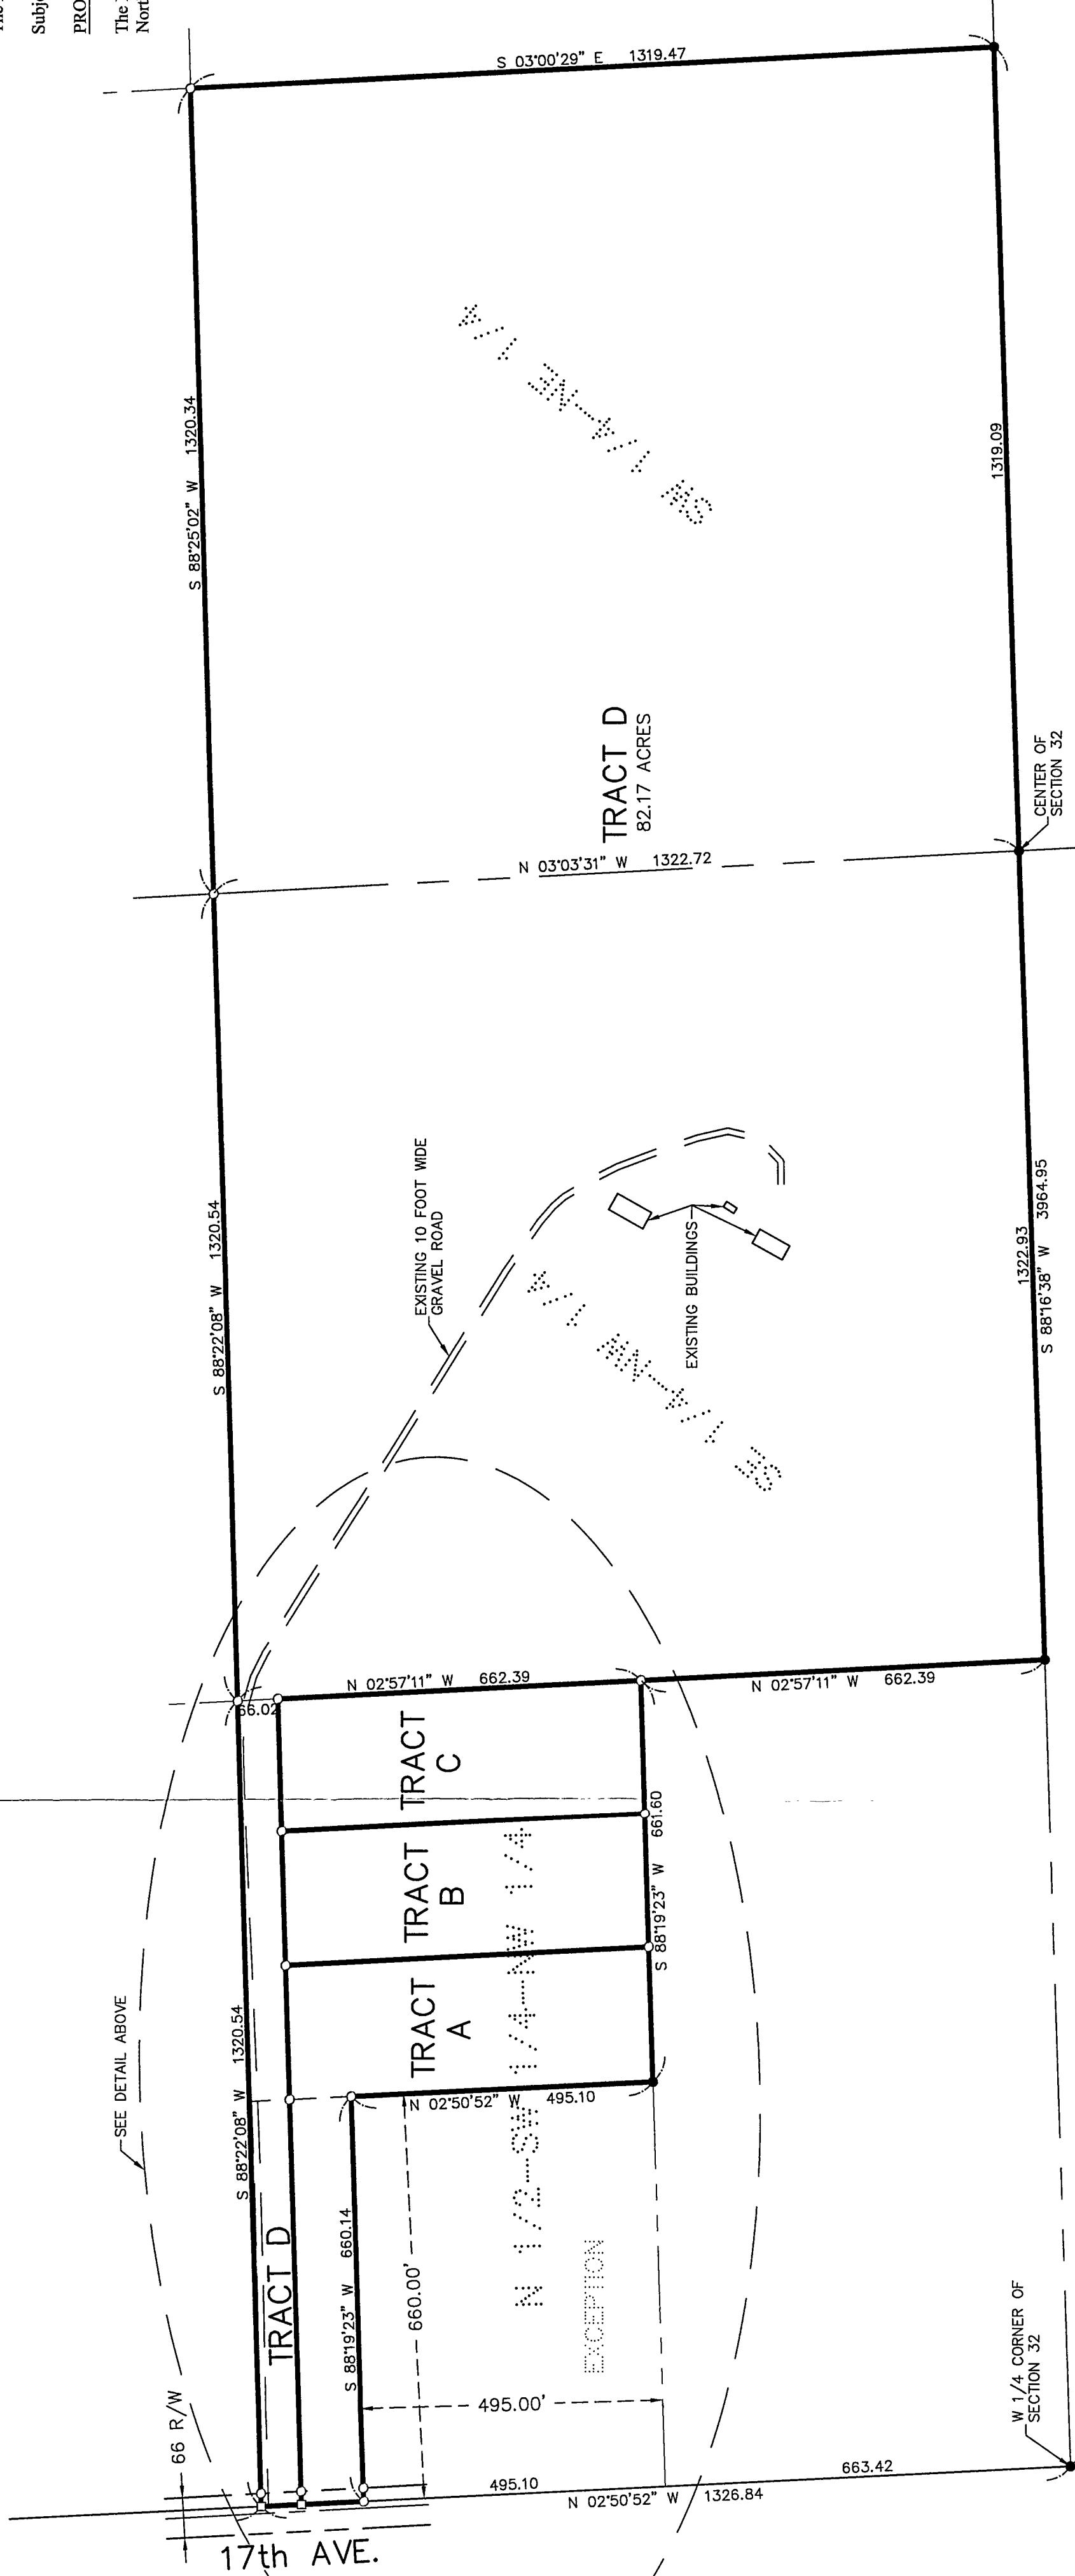 The
Subje
PRO
The
Nort
S 03°00'29" E 1319.47
S 88°25'02" W 1320.34
SW 1/4-NE 1/4
1319.09
TRACT D
82.17 ACRES
CENTER OF
SECTION 32
N 03°03'31" W 1322.72
S 88°22'08" W 1320.54
EXISTING 10 FOOT WIDE
GRAVEL ROAD
EXISTING BUILDINGS
SE 1/4-NW 1/4
1322.93
S 88°16'38" W 3964.95
N 02°57'11" W 662.39
N 02°57'11" W 662.39
66.02
TRACT
C
TRACT
B
TRACT
A
S 88°19'23" W 661.60
SEE DETAIL ABOVE
S 88°22'08" W 1320.54
N 02°50'52" W 495.10
N 1/2-SW 1/4-NW 1/4
TRACT D
S 88°19'23" W 660.14
660.00'
EXCEPTION
495.00'
66 R/W
495.10
N 02°50'52" W 1326.84
663.42
W 1/4 CORNER OF
SECTION 32
17th AVE.